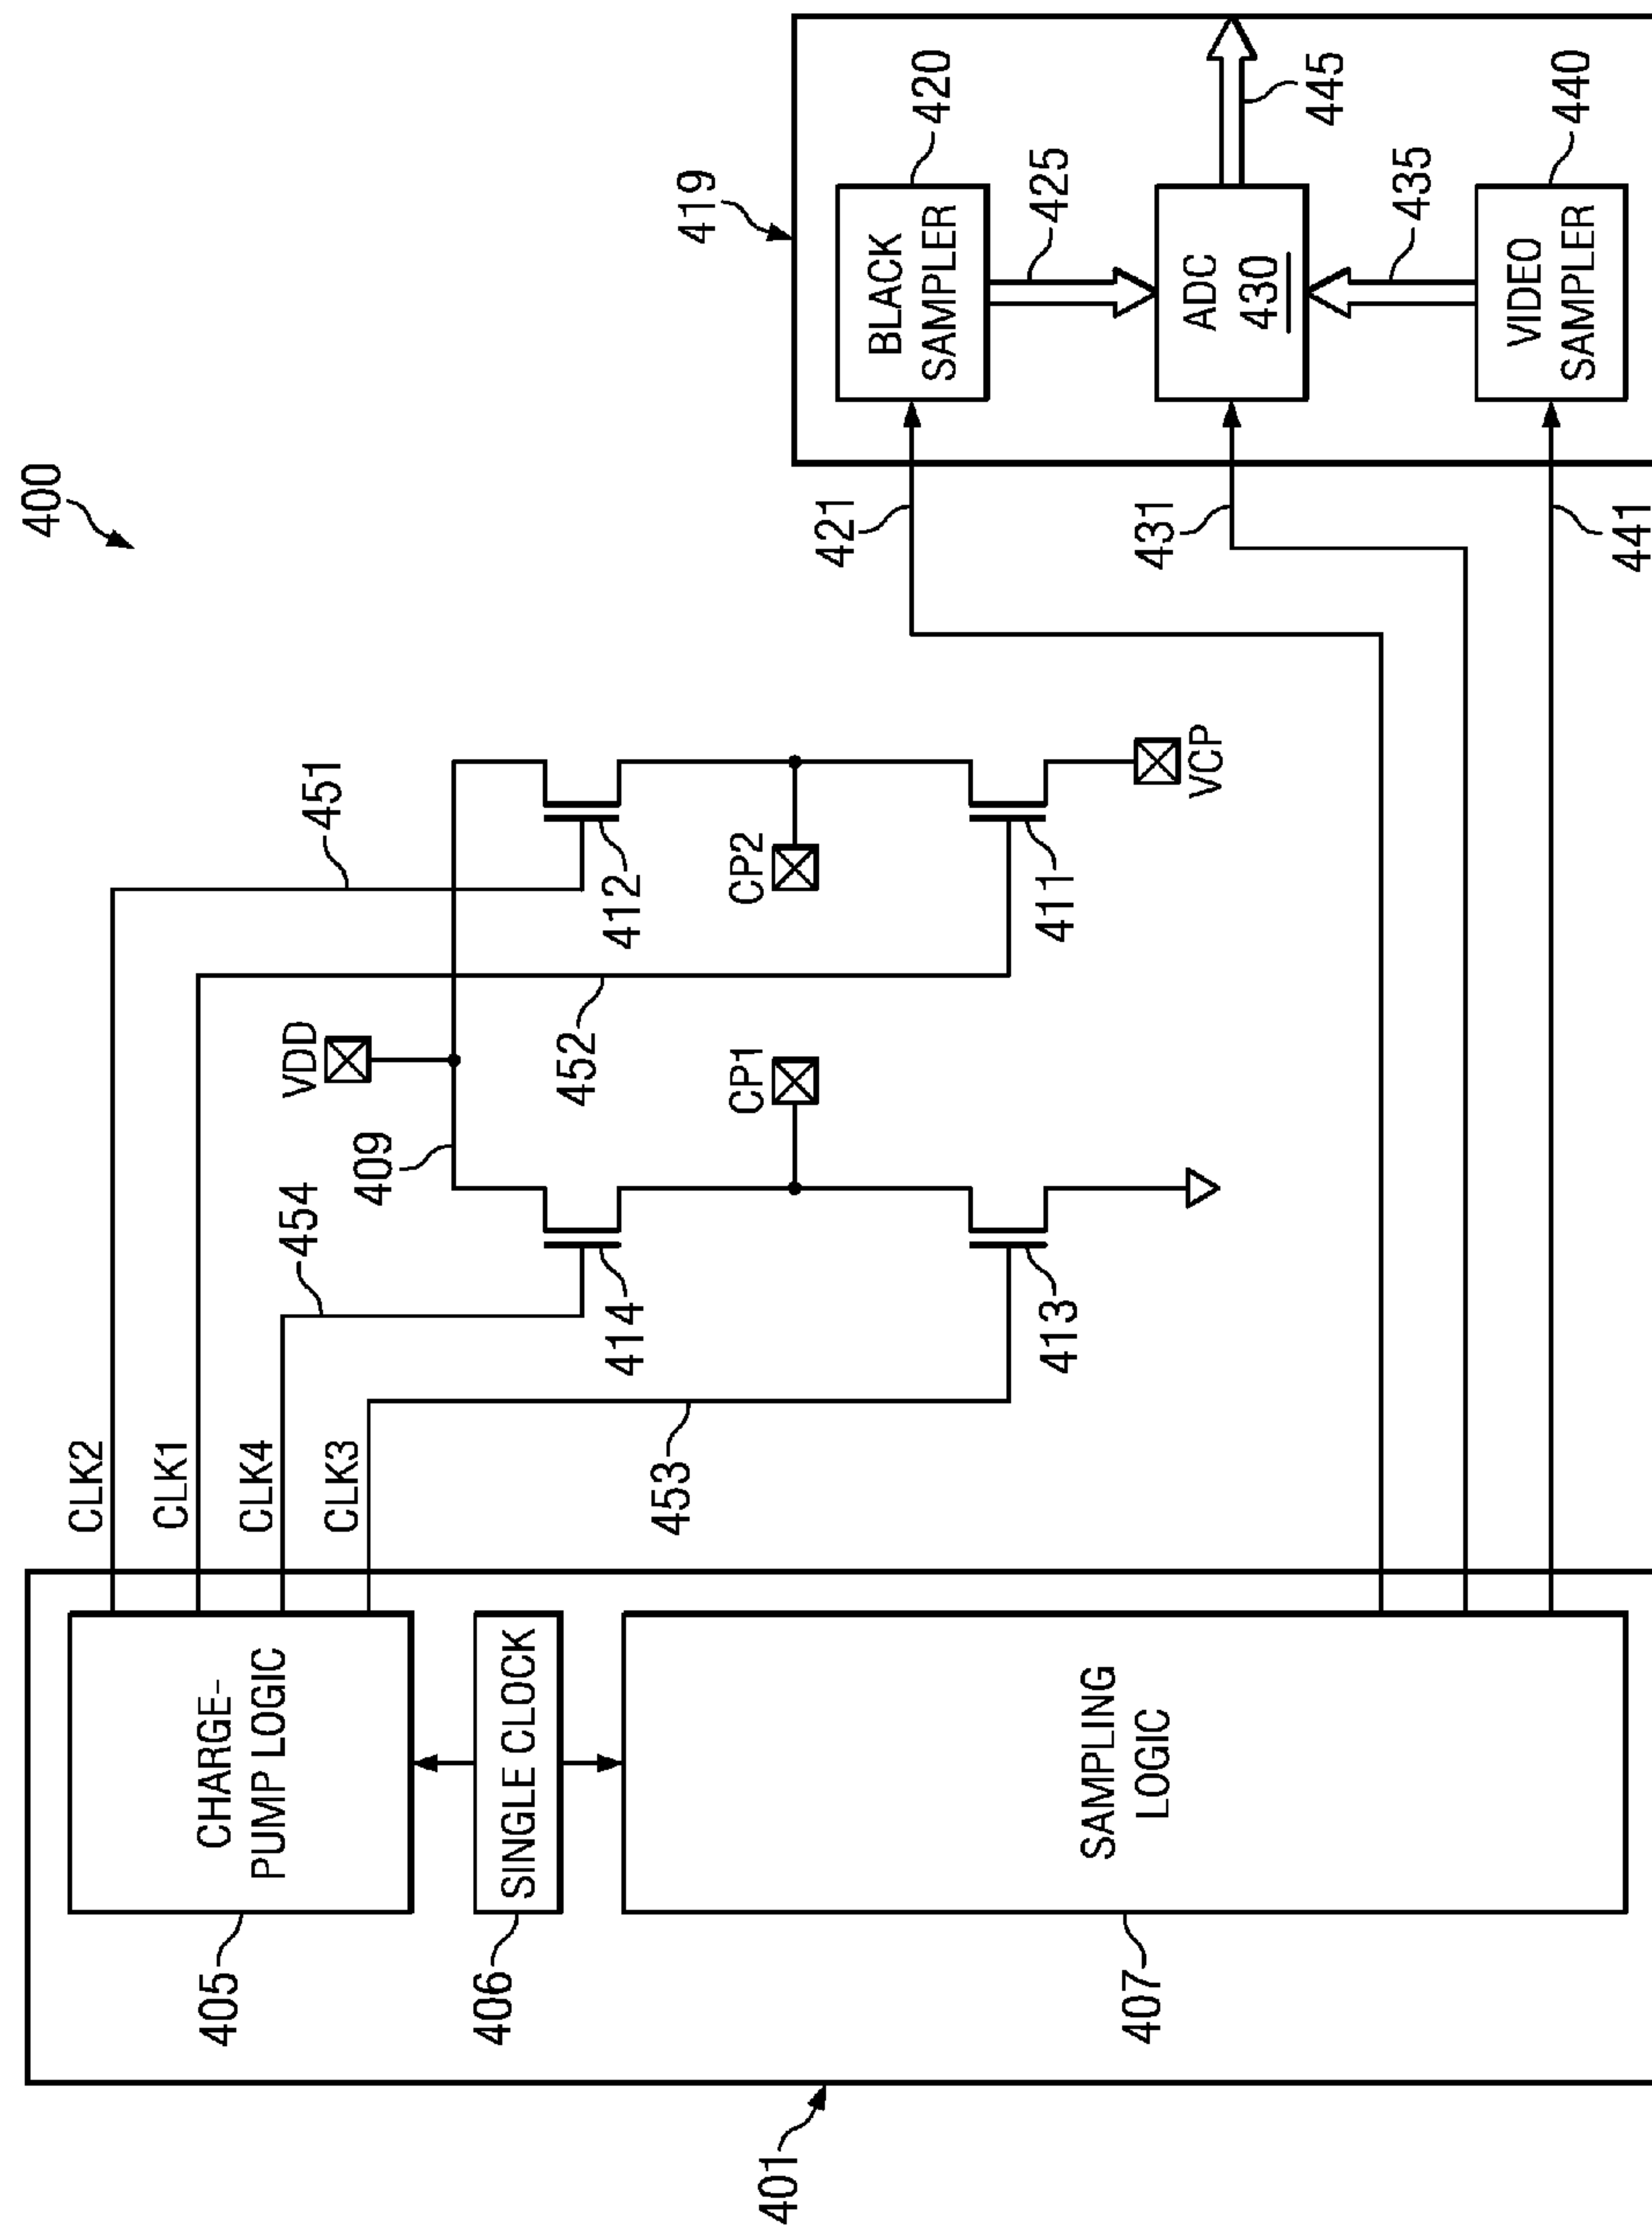 400
401
405
CHARGE-
PUMP LOGIC
406
SINGLE CLOCK
407
SAMPLING
LOGIC
CLK2
CLK1
CLK4
CLK3
454
453
409
VDD
452
451
414
413
CP1
CP2
412
411
VCP
421
431
441
419
BLACK
SAMPLER
420
425
ADC
430
445
435
VIDEO
SAMPLER
440